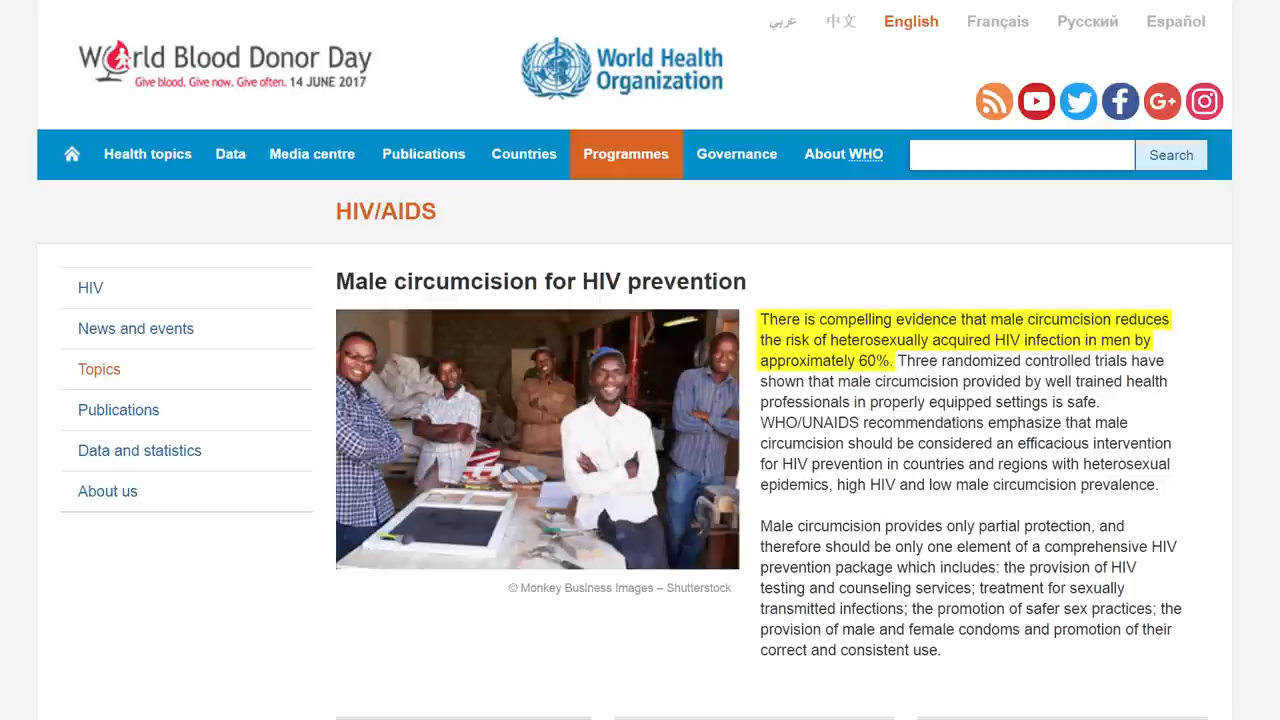 عربي 中文 English Français Русский Español
World Blood Donor Day
Give blood. Give now. Give often. 14 JUNE 2017
World Health
Organization
Health topics Data Media centre Publications Countries Programmes Governance About WHO Search
HIV/AIDS
HIV
News and events
Topics
Publications
Data and statistics
About us
Male circumcision for HIV prevention
© Monkey Business Images – Shutterstock
There is compelling evidence that male circumcision reduces
the risk of heterosexually acquired HIV infection in men by
approximately 60%. Three randomized controlled trials have
shown that male circumcision provided by well trained health
professionals in properly equipped settings is safe.
WHO/UNAIDS recommendations emphasize that male
circumcision should be considered an efficacious intervention
for HIV prevention in countries and regions with heterosexual
epidemics, high HIV and low male circumcision prevalence.
Male circumcision provides only partial protection, and
therefore should be only one element of a comprehensive HIV
prevention package which includes: the provision of HIV
testing and counseling services; treatment for sexually
transmitted infections; the promotion of safer sex practices; the
provision of male and female condoms and promotion of their
correct and consistent use.